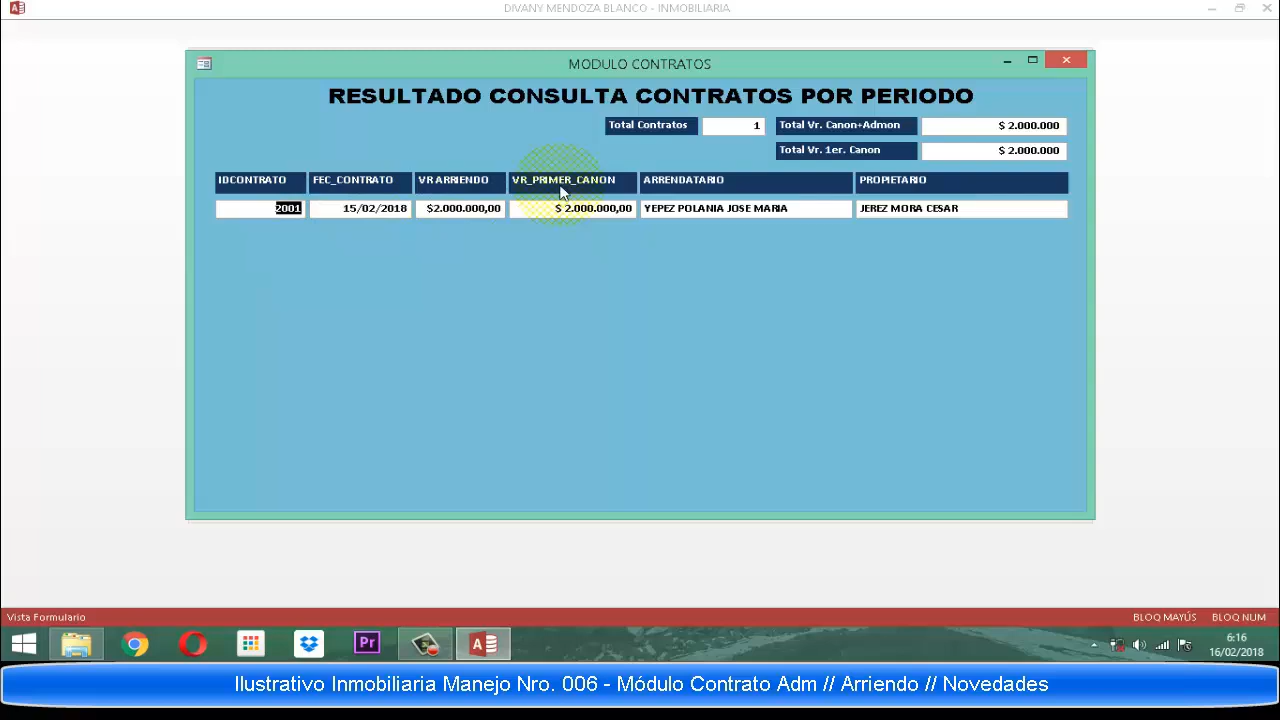 DIVANY MENDOZA BLANCO - INMOBILIARIA
MODULO CONTRATOS
RESULTADO CONSULTA CONTRATOS POR PERIODO
Total Contratos 1 Total Vr. Canon+Admon $ 2.000.000
Total Vr. 1er. Canon $ 2.000.000
IDCONTRATO FEC_CONTRATO VR ARRIENDO VR_PRIMER_CANON ARRENDATARIO PROPIETARIO
2001 15/02/2018 $2.000.000,00 $ 2.000.000,00 YEPEZ POLANIA JOSE MARIA JEREZ MORA CESAR
Vista Formulario BLOQ MAYÚS BLOQ NUM
Pr
6:16
16/02/2018
Ilustrativo Inmobiliaria Manejo Nro. 006 - Módulo Contrato Adm // Arriendo // Novedades